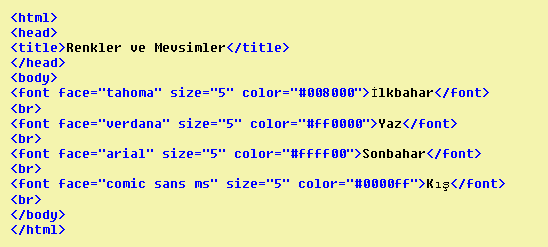 <html>
<head>
<title>Renkler ve Mevsimler</title>
</head>
<body>
<font face="tahoma" size="5" color="#008000">İlkbahar</font>
<br>
<font face="verdana" size="5" color="#ff0000">Yaz</font>
<br>
<font face="arial" size="5" color="#ffff00">Sonbahar</font>
<br>
<font face="comic sans ms" size="5" color="#0000ff">Kış</font>
<br>
</body>
</html>